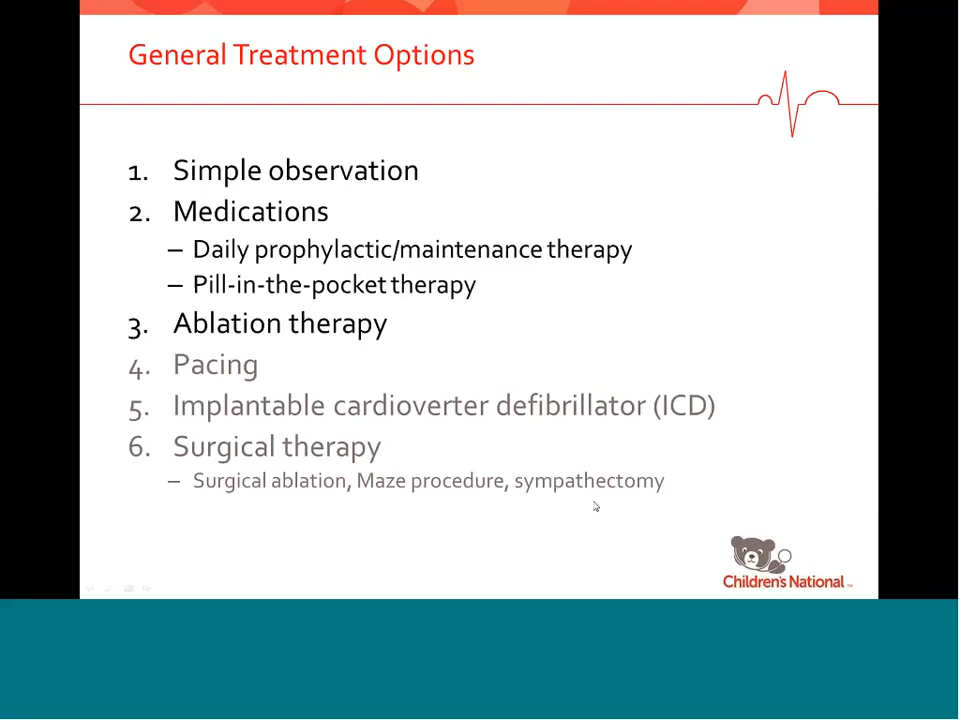 General Treatment Options
1. Simple observation
2. Medications
– Daily prophylactic/maintenance therapy
– Pill-in-the-pocket therapy
3. Ablation therapy
4. Pacing
5. Implantable cardioverter defibrillator (ICD)
6. Surgical therapy
– Surgical ablation, Maze procedure, sympathectomy
Children's National™